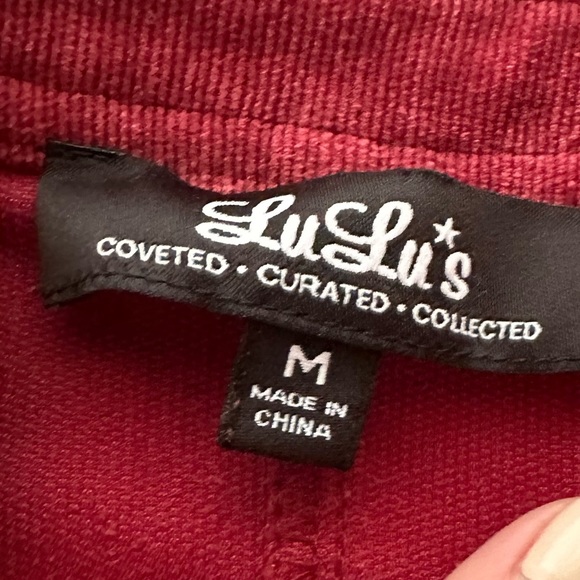 LuLu's
COVETED • CURATED • COLLECTED
M
MADE IN
CHINA